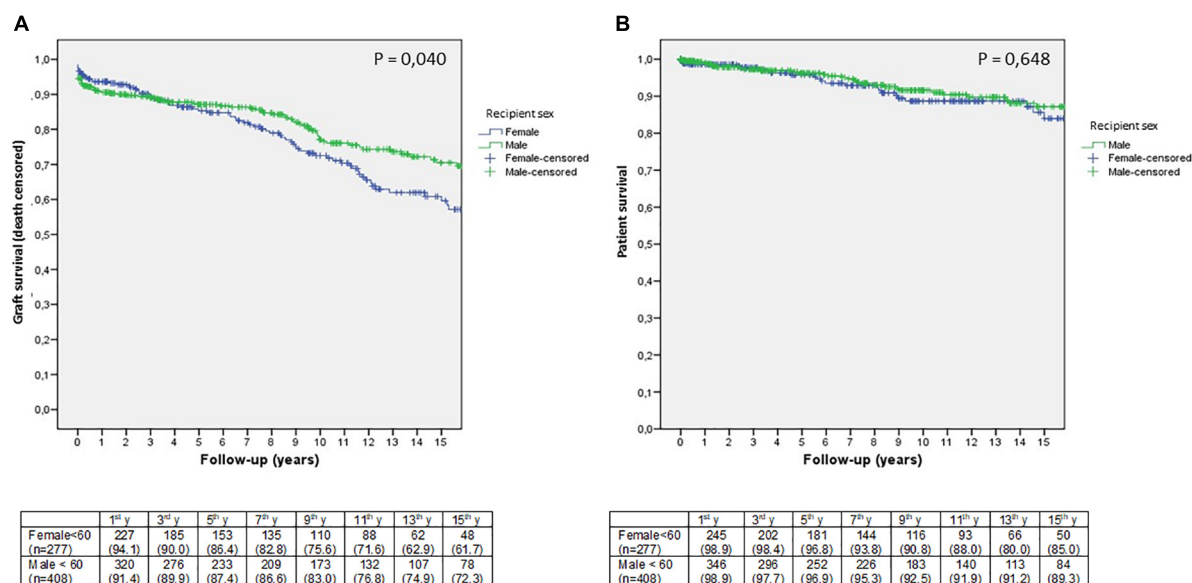 A
P = 0,040
Graft survival (death censored)
1,0
0,9
0,8
0,7
0,6
0,5
0,4
0,3
0,2
0,1
0,0
0 1 2 3 4 5 6 7 8 9 10 11 12 13 14 15
Follow-up (years)
Recipient sex
Female
Male
Female-censored
Male-censored
1st y 3rd y 5th y 7th y 9th y 11th y 13th y 15th y
Female<60 227 185 153 135 110 88 62 48
(n=277) (94.1) (90.0) (86.4) (82.8) (75.6) (71.6) (62.9) (61.7)
Male < 60 320 276 233 209 173 132 107 78
(n=408) (91.4) (89.9) (87.4) (86.6) (83.0) (76.8) (74.9) (72.3)
B
P = 0,648
Patient survival
1,0
0,9
0,8
0,7
0,6
0,5
0,4
0,3
0,2
0,1
0,0
0 1 2 3 4 5 6 7 8 9 10 11 12 13 14 15
Follow-up (years)
Recipient sex
Male
Female-censored
Male-censored
1st y 3rd y 5th y 7th y 9th y 11th y 13th y 15th y
Female<60 245 202 181 144 116 93 66 50
(n=277) (98.9) (98.4) (96.8) (93.8) (90.8) (88.0) (80.0) (85.0)
Male < 60 346 296 252 226 183 140 113 84
(n=408) (98.9) (97.7) (96.9) (95.3) (92.5) (91.9) (91.2) (89.3)